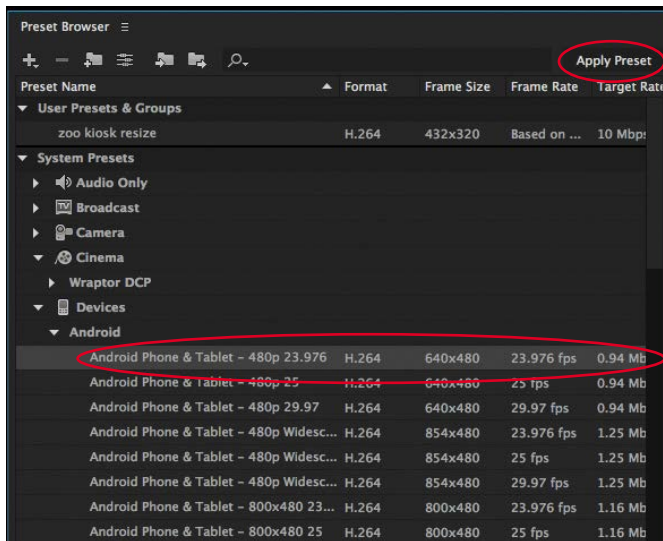 Preset Browser
Apply Preset
Preset Name Format Frame Size Frame Rate Target Rate
User Presets & Groups
zoo kiosk resize H.264 432x320 Based on ... 10 Mbps
System Presets
Audio Only
TV Broadcast
Camera
Cinema
Wraptor DCP
Devices
Android
Android Phone & Tablet – 480p 23.976 H.264 640x480 23.976 fps 0.94 Mb
Android Phone & Tablet – 480p 25 H.264 640x480 25 fps 0.94 Mb
Android Phone & Tablet – 480p 29.97 H.264 640x480 29.97 fps 0.94 Mb
Android Phone & Tablet – 480p Widesc... H.264 854x480 23.976 fps 1.25 Mb
Android Phone & Tablet – 480p Widesc... H.264 854x480 25 fps 1.25 Mb
Android Phone & Tablet – 480p Widesc... H.264 854x480 29.97 fps 1.25 Mb
Android Phone & Tablet – 800x480 23... H.264 800x480 23.976 fps 1.16 Mb
Android Phone & Tablet – 800x480 25 H.264 800x480 25 fps 1.16 Mb